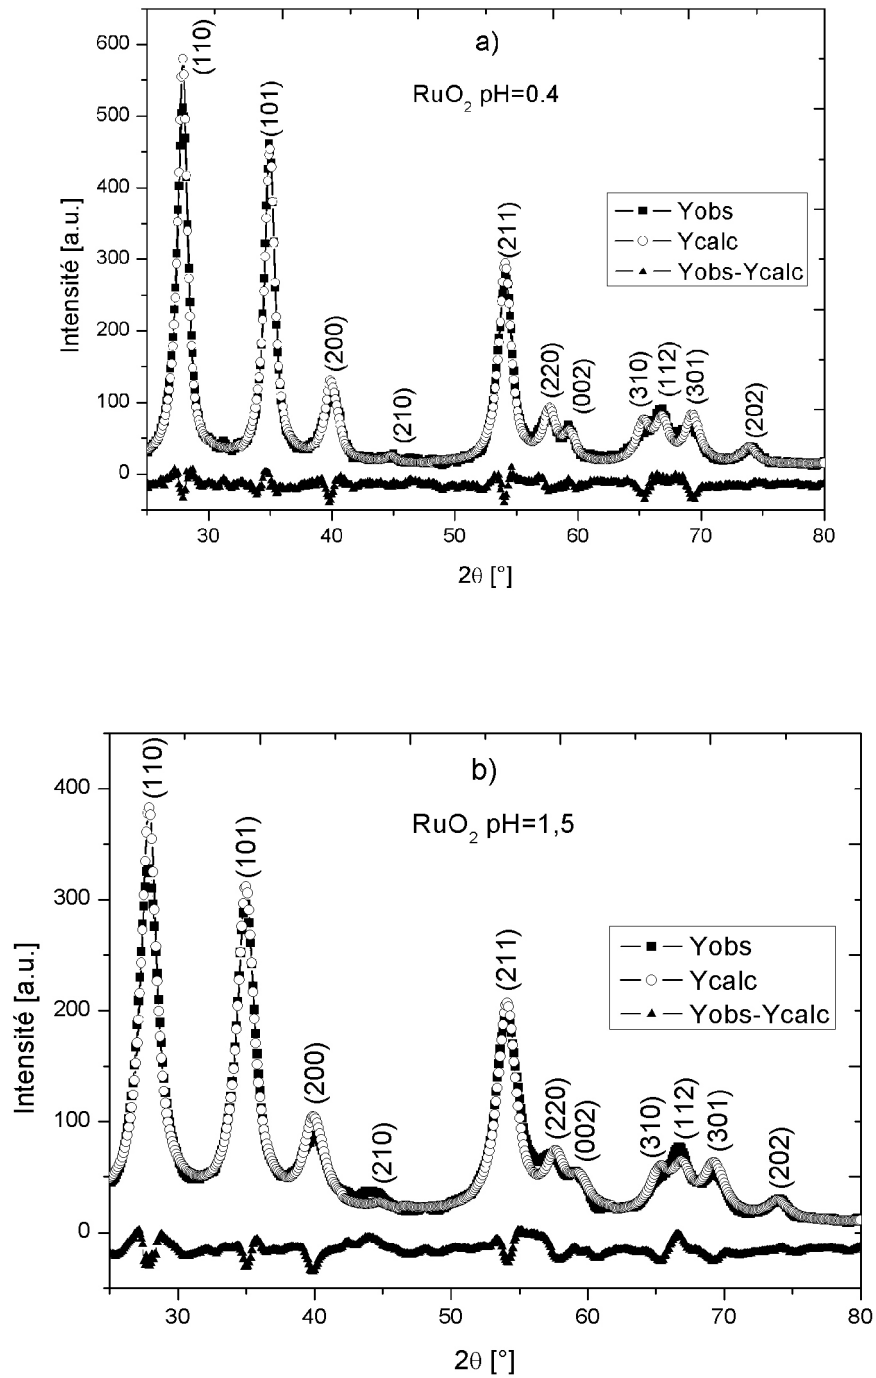 a)
RuO2 pH=0.4
(110)
(101)
(200)
(210)
(211)
(220)
(002)
(310)
(112)
(301)
(202)
Yobs
Ycalc
Yobs-Ycalc
Intensité [a.u.]
600
500
400
300
200
100
0
30 40 50 60 70 80
2θ [°]
b)
RuO2 pH=1,5
(110)
(101)
(200)
(210)
(211)
(220)
(002)
(310)
(112)
(301)
(202)
Yobs
Ycalc
Yobs-Ycalc
Intensité [a.u.]
400
300
200
100
0
30 40 50 60 70 80
2θ [°]